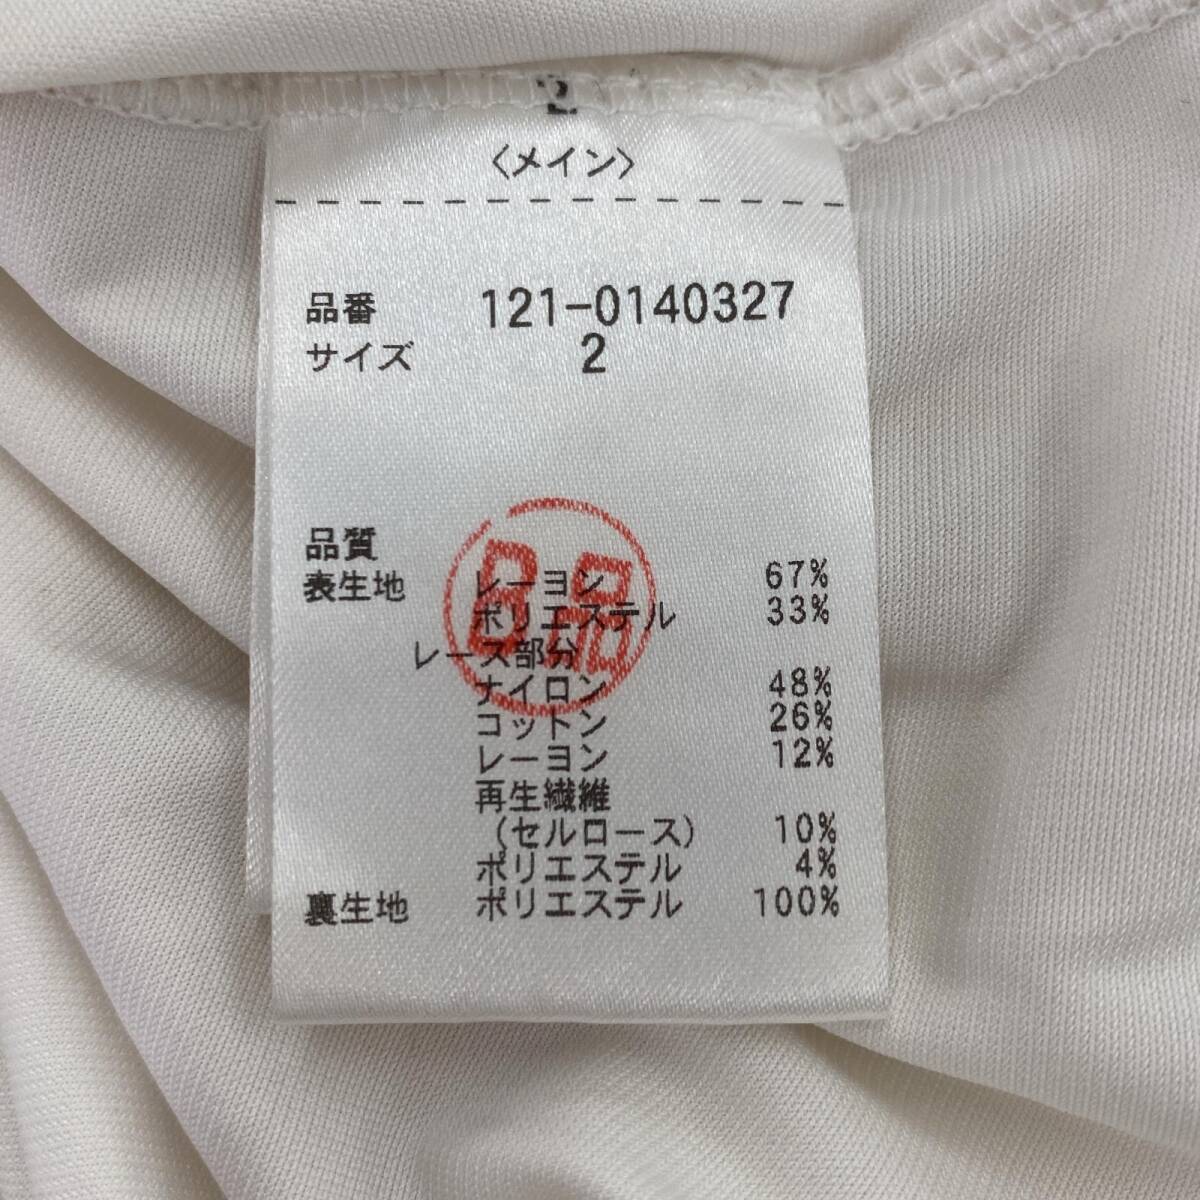 2
〈メイン〉
品番 121-0140327
サイズ 2
B品
品質
表生地 レーヨン 67%
ポリエステル 33%
レース部分
ナイロン 48%
コットン 26%
レーヨン 12%
再生繊維
(セルロース) 10%
ポリエステル 4%
裏生地 ポリエステル 100%